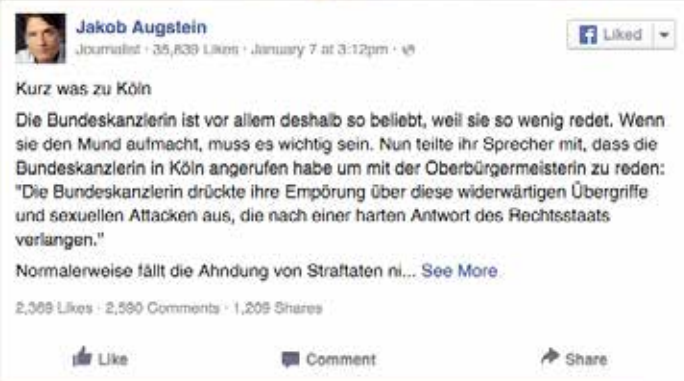 Jakob Augstein
Journalist · 35,839 Likes · January 7 at 3:12pm ·
Liked
Kurz was zu Köln
Die Bundeskanzlerin ist vor allem deshalb so beliebt, weil sie so wenig redet. Wenn
sie den Mund aufmacht, muss es wichtig sein. Nun teilte ihr Sprecher mit, dass die
Bundeskanzlerin in Köln angerufen habe um mit der Oberbürgermeisterin zu reden:
"Die Bundeskanzlerin drückte ihre Empörung über diese widerwärtigen Übergriffe
und sexuellen Attacken aus, die nach einer harten Antwort des Rechtsstaats
verlangen."
Normalerweise fällt die Ahndung von Straftaten ni... See More
2,369 Likes · 2,590 Comments · 1,209 Shares
Like Comment Share